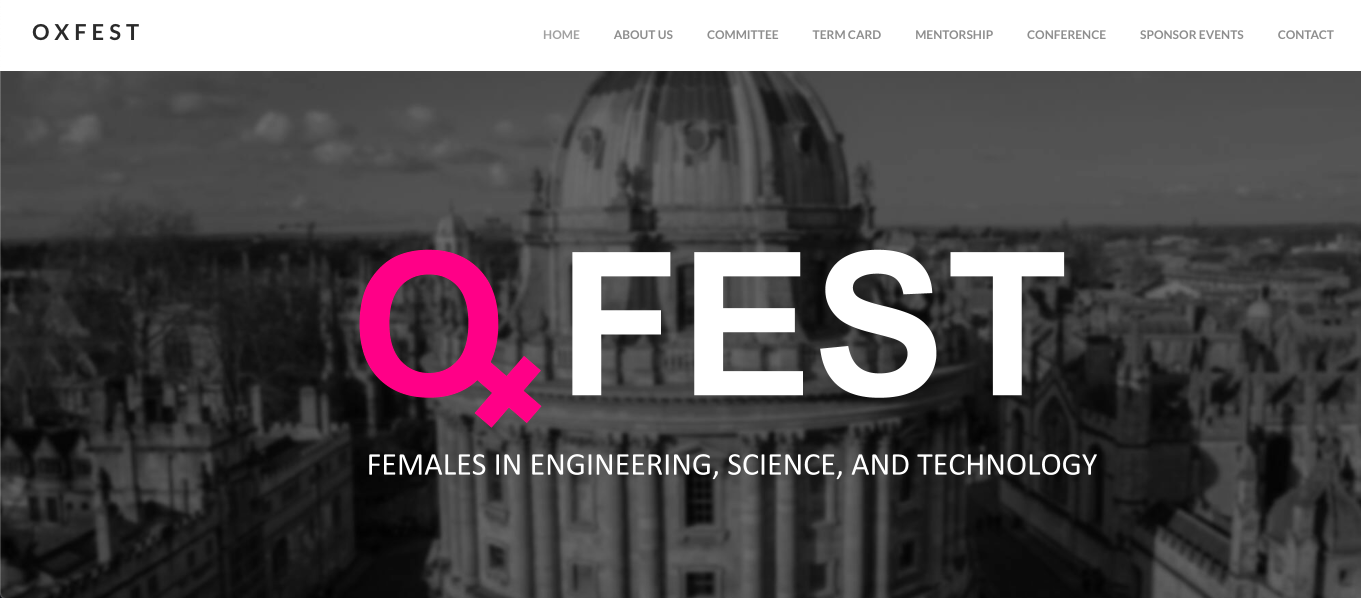 OXFEST
HOME ABOUT US COMMITTEE TERM CARD MENTORSHIP CONFERENCE SPONSOR EVENTS CONTACT
OXFEST
FEMALES IN ENGINEERING, SCIENCE, AND TECHNOLOGY